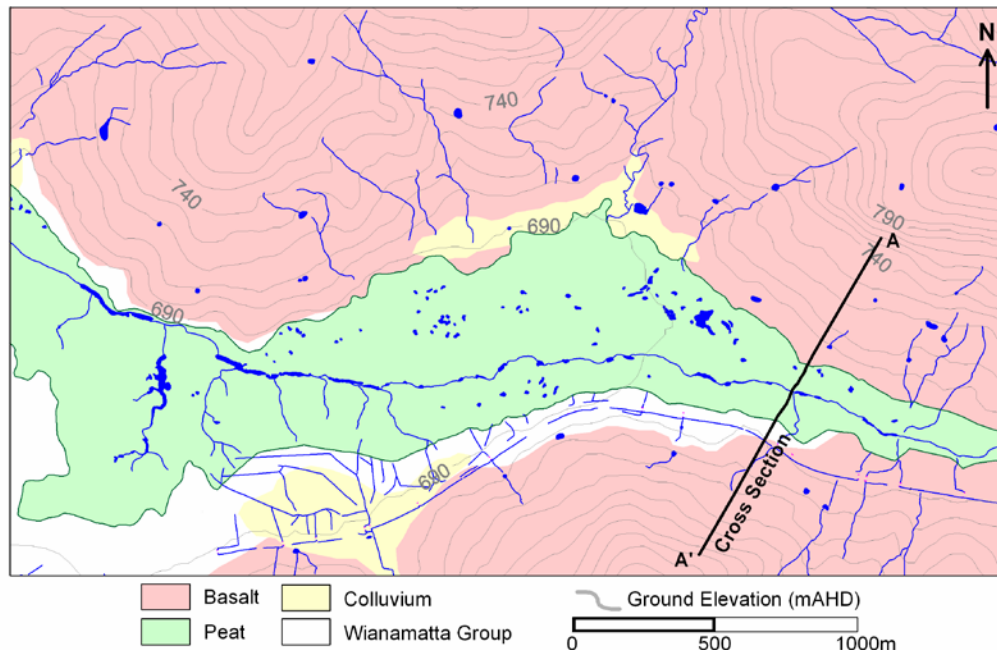 N
740
740
690
790
A
740
690
690
Cross Section
A'
Basalt
Colluvium
Ground Elevation (mAHD)
Peat
Wianamatta Group
0
500
1000m